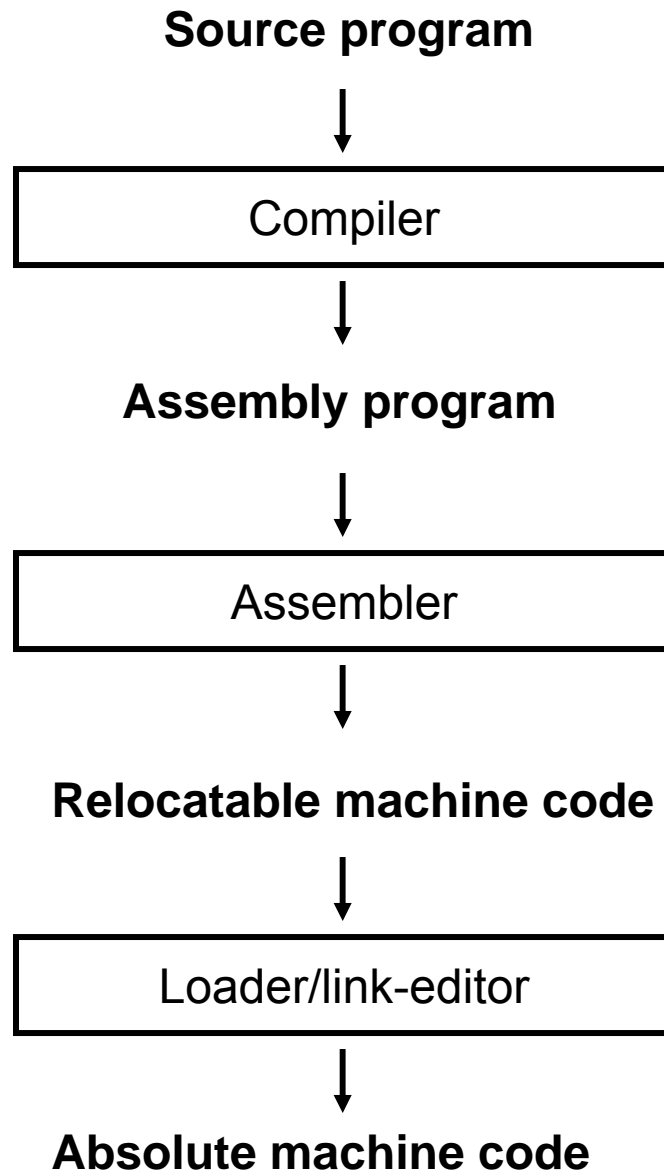 Source program
Compiler
Assembly program
Assembler
Relocatable machine code
Loader/link-editor
Absolute machine code